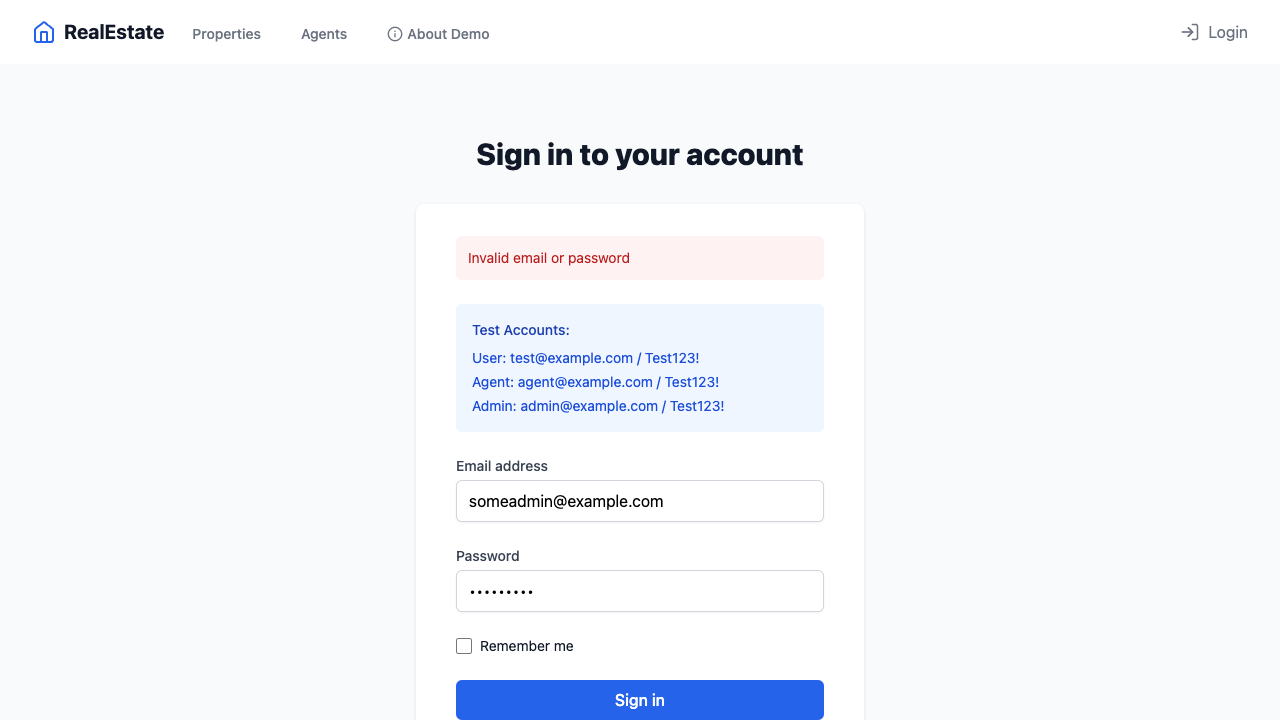 RealEstate
Properties
Agents
About Demo
Login
Sign in to your account
Invalid email or password
Test Accounts:
User: test@example.com / Test123!
Agent: agent@example.com / Test123!
Admin: admin@example.com / Test123!
Email address
someadmin@example.com
Password
•••••••••
Remember me
Sign in